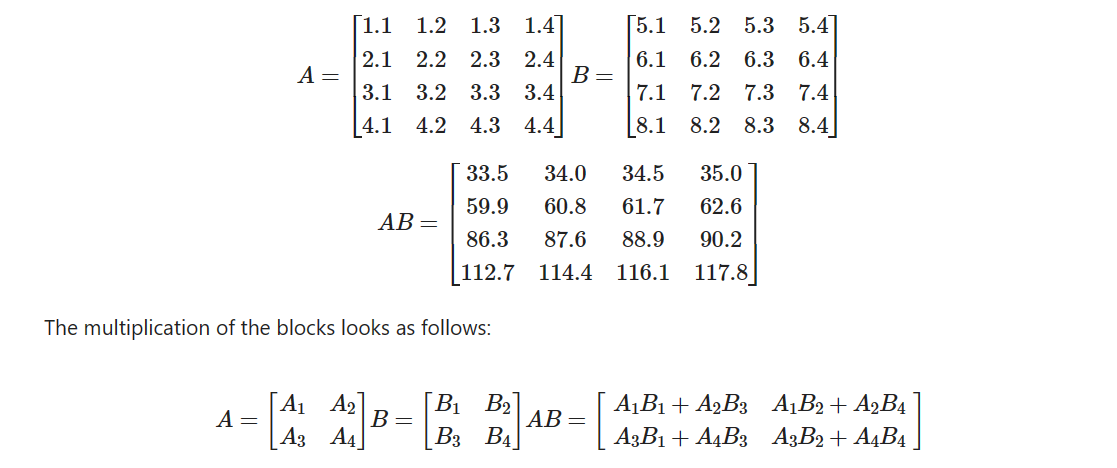 1.1 1.2 1.3 1.4 5.1 5.2 5.3 5.4
2.1 2.2 2.3 2.4 6.1 6.2 6.3 6.4
A = B =
3.1 3.2 3.3 3.4 7.1 7.2 7.3 7.4
4.1 4.2 4.3 4.4 8.1 8.2 8.3 8.4
33.5 34.0 34.5 35.0
59.9 60.8 61.7 62.6
AB =
86.3 87.6 88.9 90.2
112.7 114.4 116.1 117.8
The multiplication of the blocks looks as follows:
A₁ A₂ B₁ B₂ A₁B₁ + A₂B₃ A₁B₂ + A₂B₄
A = B = AB =
A₃ A₄ B₃ B₄ A₃B₁ + A₄B₃ A₃B₂ + A₄B₄